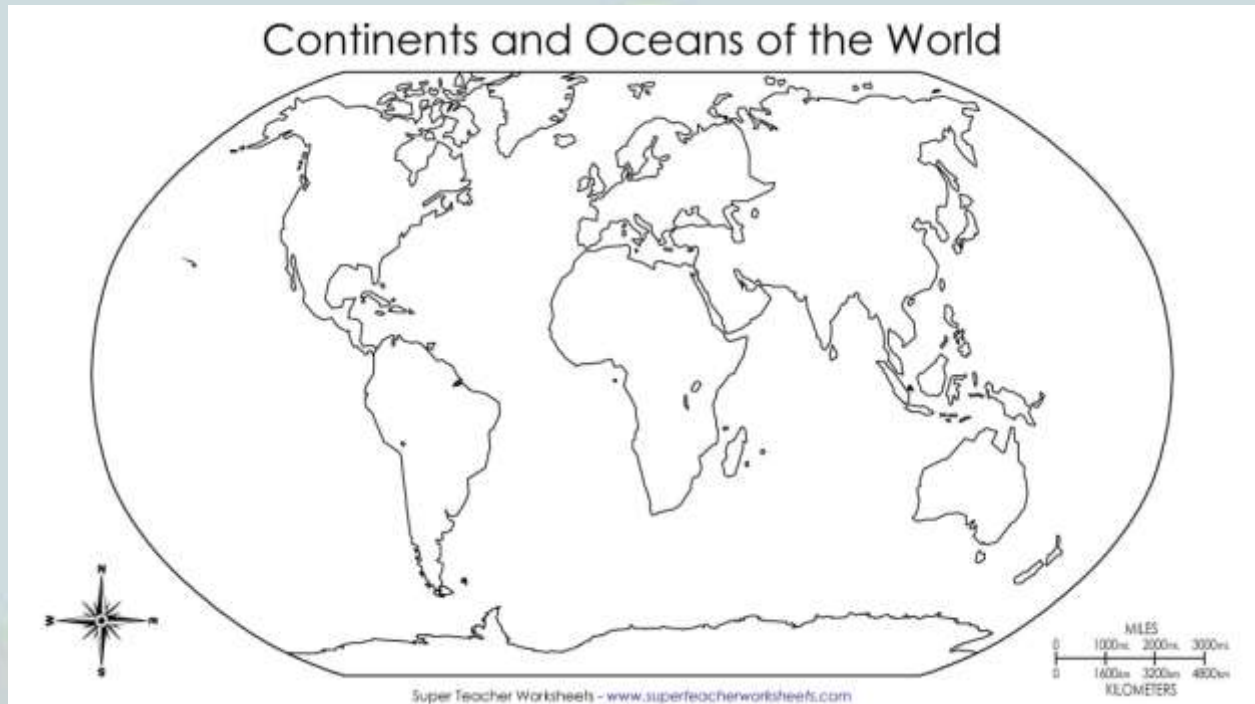 Continents and Oceans of the World
N
W E
S
MILES
0 1000mi. 2000mi. 3000mi.
0 1600km 3200km 4800km
KILOMETERS
Super Teacher Worksheets - www.superteacherworksheets.com